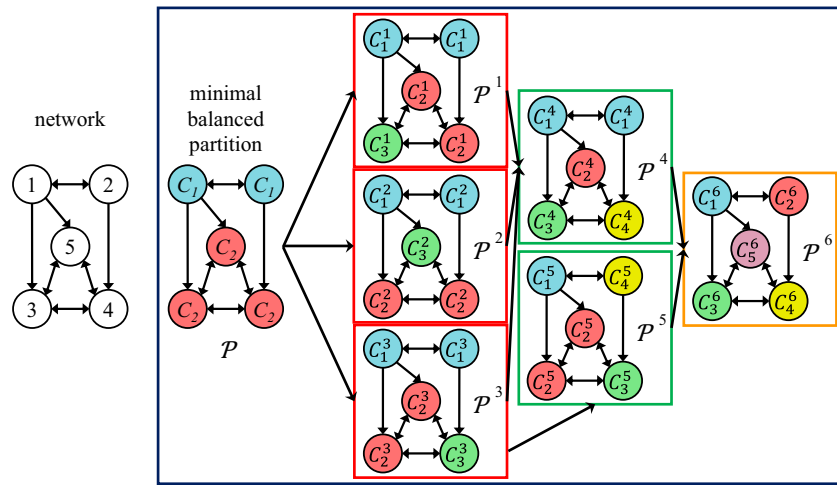 network
1
2
5
3
4
minimal
balanced
partition
C₁
C₁
C₂
C₂
C₂
𝒫
C₁¹
C₁¹
C₂¹
C₃¹
C₂¹
𝒫¹
C₁²
C₁²
C₃²
C₂²
C₂²
𝒫²
C₁³
C₁³
C₂³
C₂³
C₃³
𝒫³
C₁⁴
C₁⁴
C₂⁴
C₃⁴
C₄⁴
𝒫⁴
C₁⁵
C₄⁵
C₂⁵
C₂⁵
C₃⁵
𝒫⁵
C₁⁶
C₂⁶
C₅⁶
C₃⁶
C₄⁶
𝒫⁶